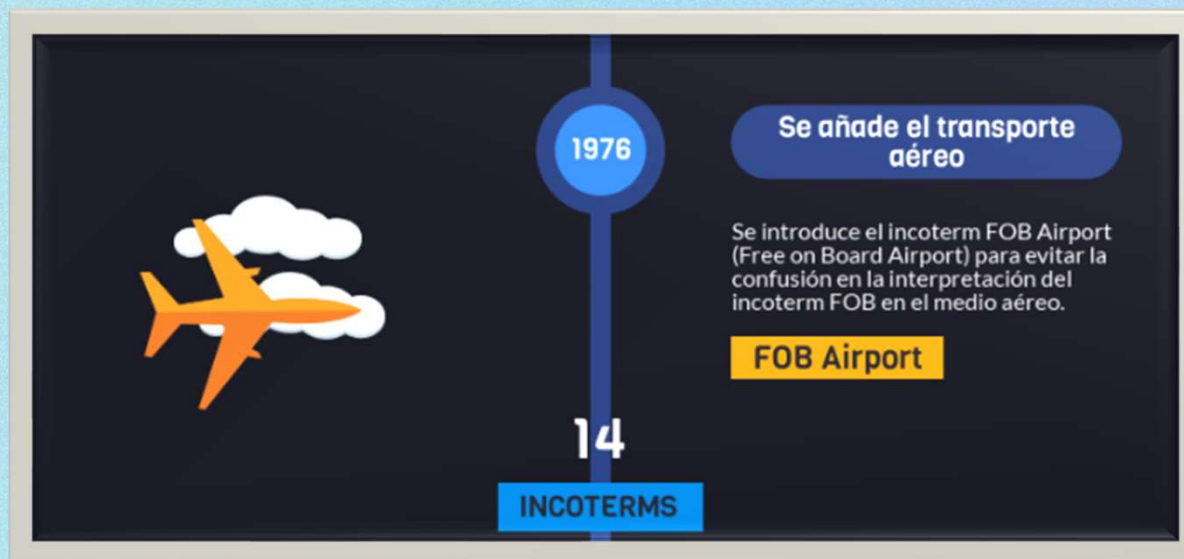 1976
Se añade el transporte
aéreo
Se introduce el incoterm FOB Airport
(Free on Board Airport) para evitar la
confusión en la interpretación del
incoterm FOB en el medio aéreo.
FOB Airport
14
INCOTERMS